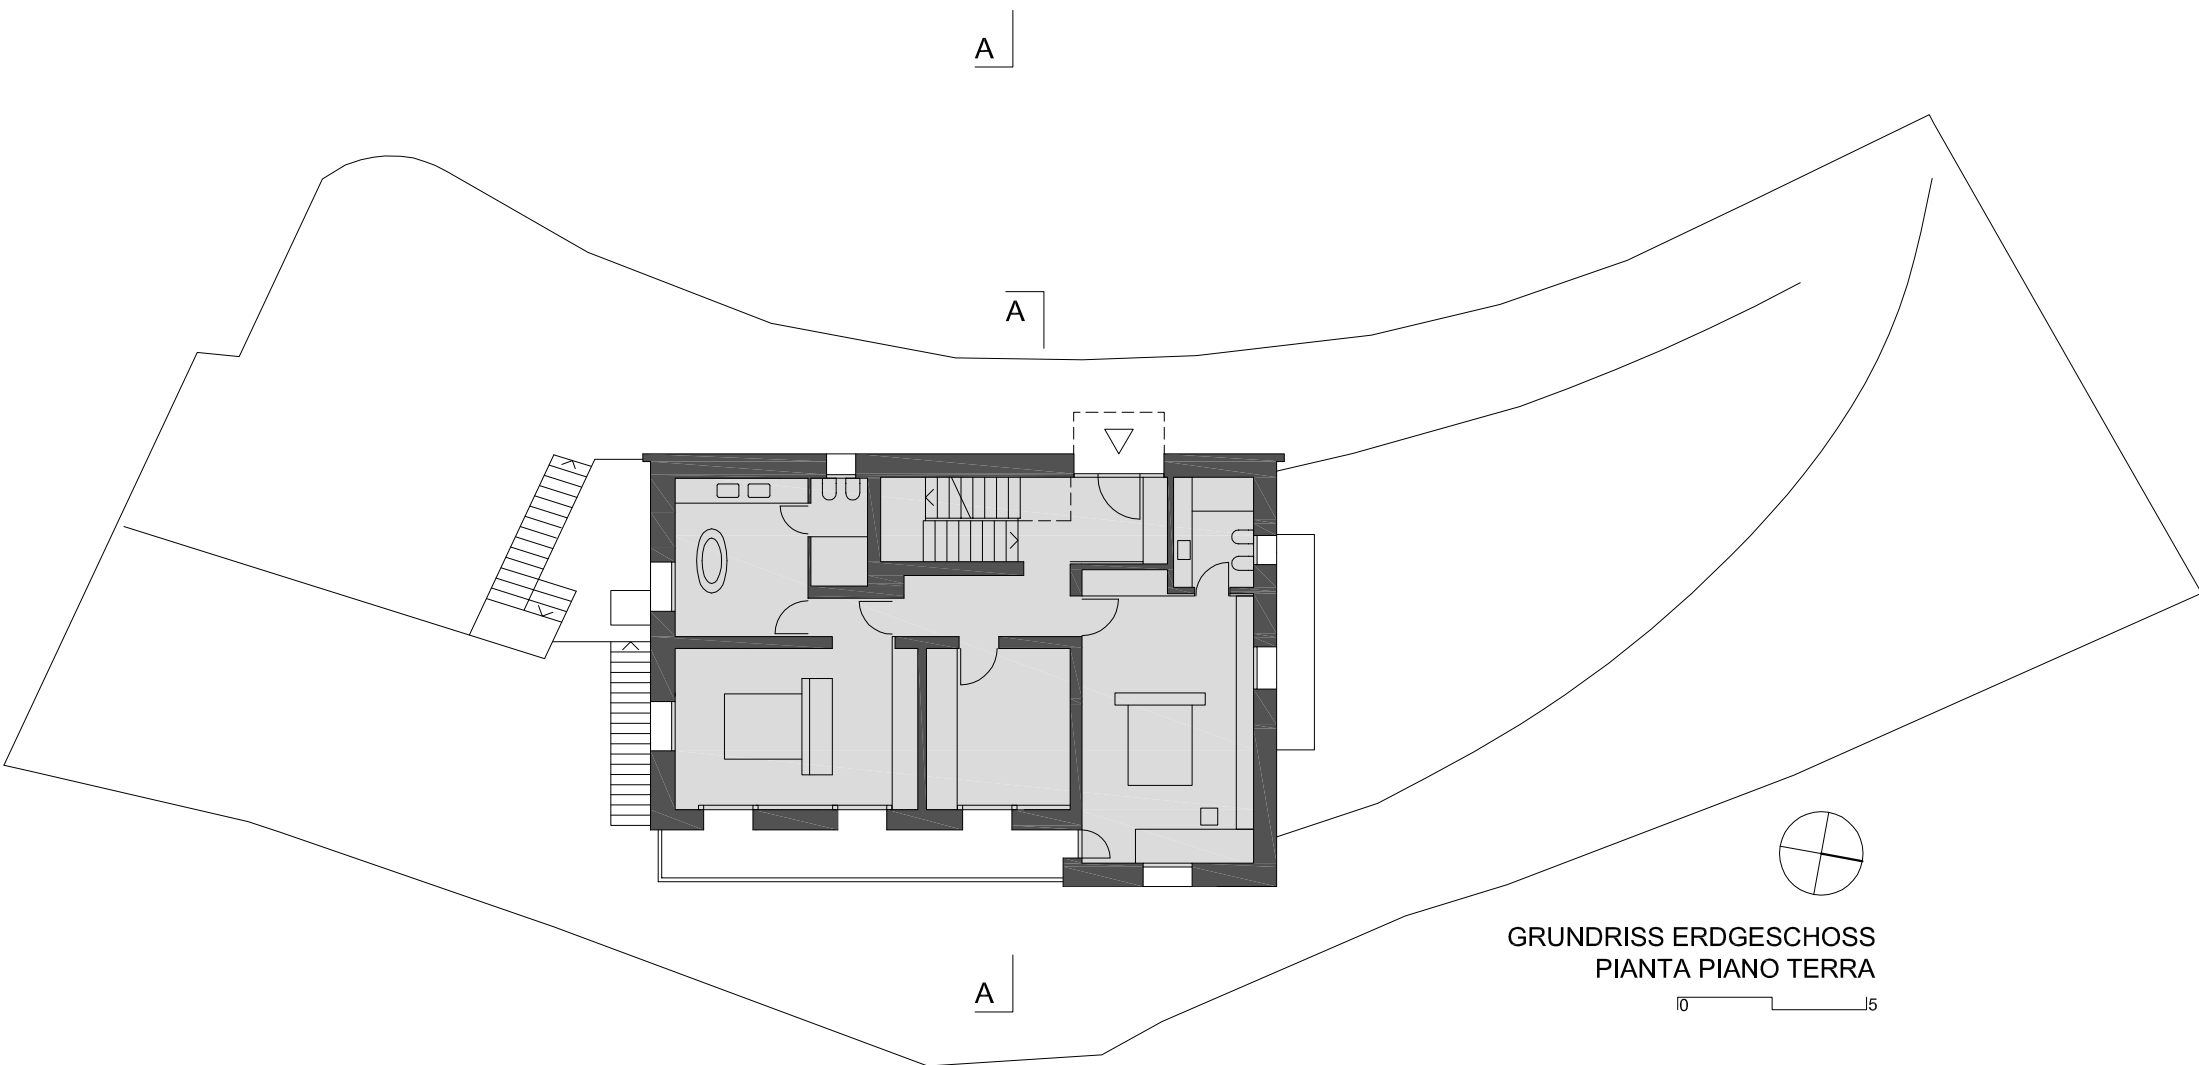 A
A
A
GRUNDRISS ERDGESCHOSS
PIANTA PIANO TERRA
0 5